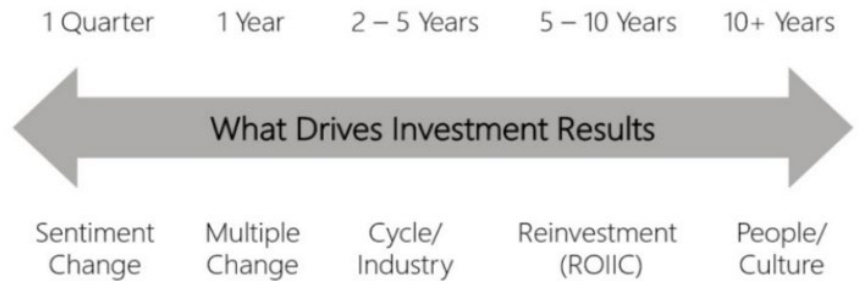 1 Quarter 1 Year 2 – 5 Years 5 – 10 Years 10+ Years
What Drives Investment Results
Sentiment Multiple Cycle/ Reinvestment People/
Change Change Industry (ROIIC) Culture